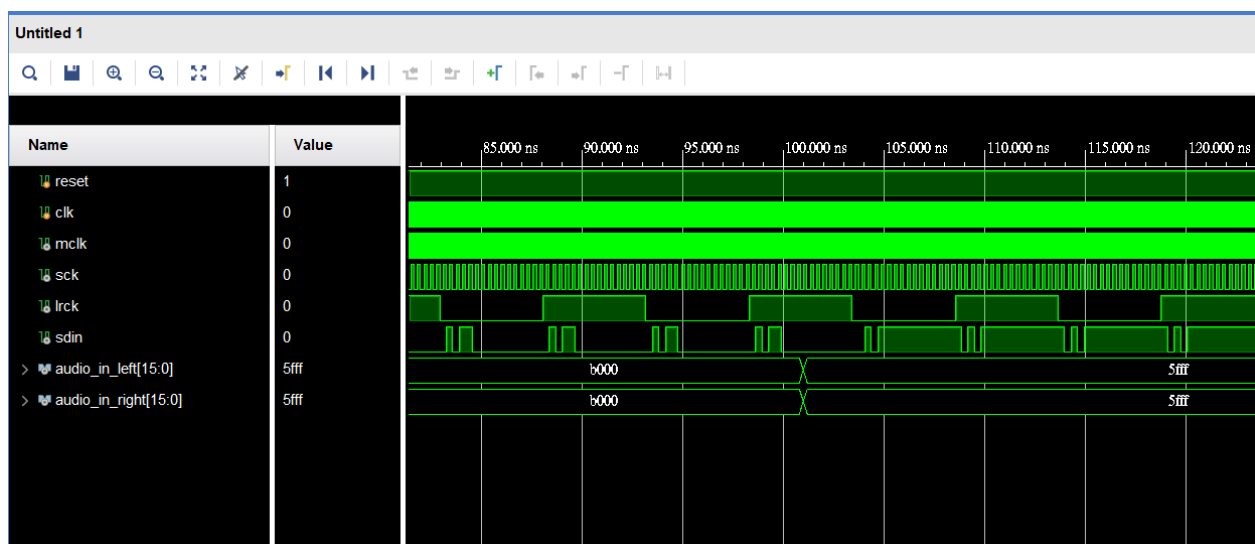 Untitled 1
Name Value 85.000 ns 90.000 ns 95.000 ns 100.000 ns 105.000 ns 110.000 ns 115.000 ns 120.000 ns
reset 1
clk 0
mclk 0
sck 0
lrck 0
sdin 0
audio_in_left[15:0] 5fff b000 5fff
audio_in_right[15:0] 5fff b000 5fff